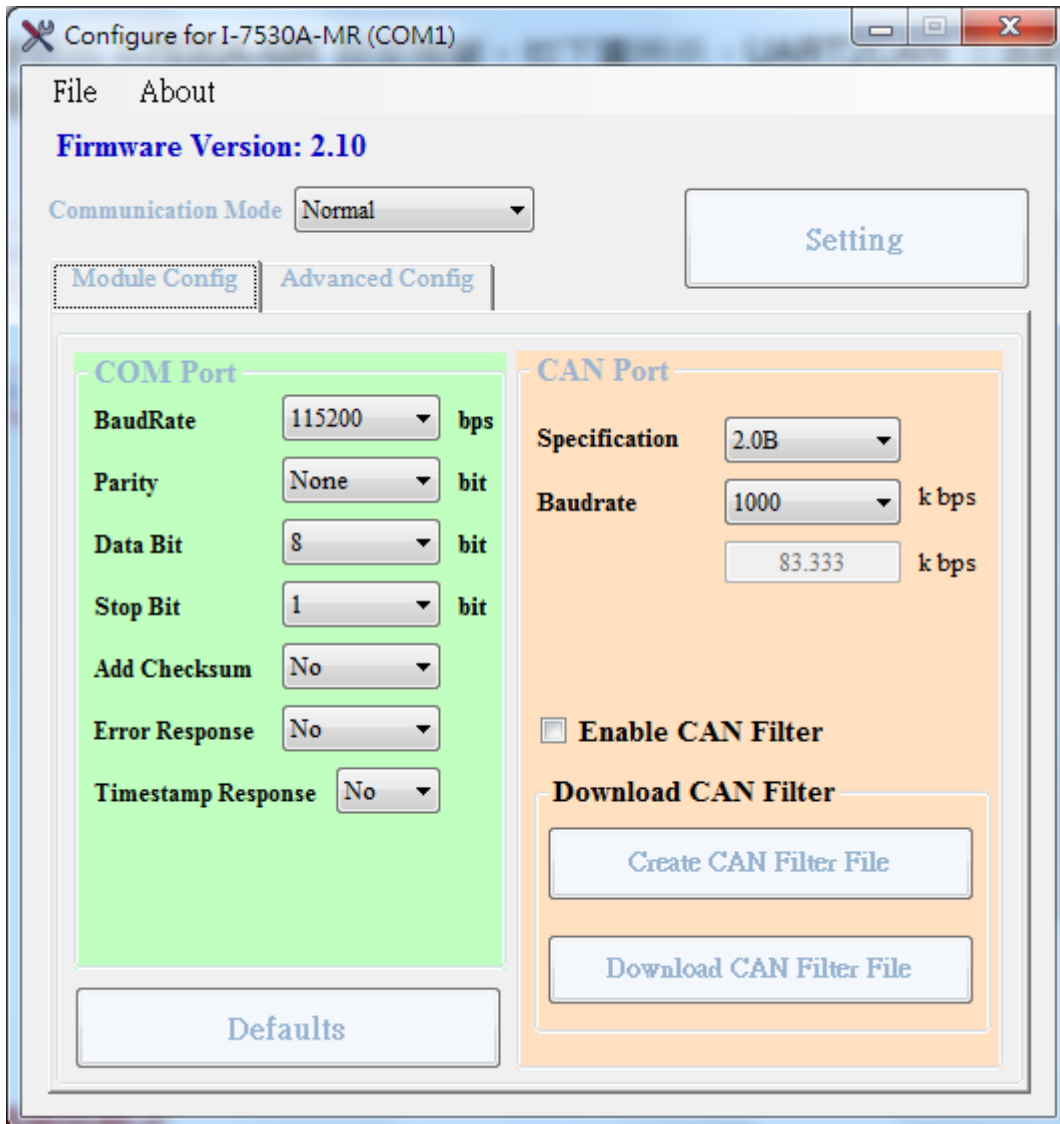 Configure for I-7530A-MR (COM1)
File About
Firmware Version: 2.10
Communication Mode Normal
Setting
Module Config Advanced Config
COM Port
BaudRate 115200 bps
Parity None bit
Data Bit 8 bit
Stop Bit 1 bit
Add Checksum No
Error Response No
Timestamp Response No
Defaults
CAN Port
Specification 2.0B
Baudrate 1000 k bps
83.333 k bps
Enable CAN Filter
Download CAN Filter
Create CAN Filter File
Download CAN Filter File